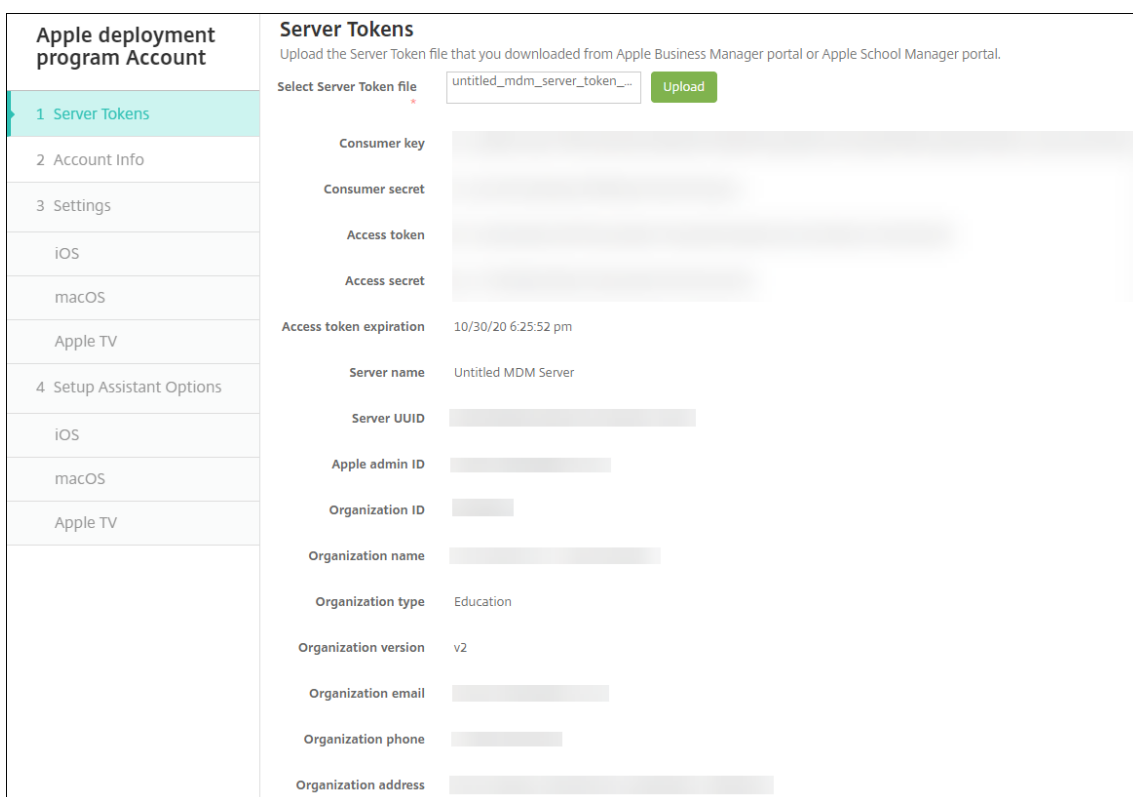 Apple deployment
program Account
1 Server Tokens
2 Account Info
3 Settings
iOS
macOS
Apple TV
4 Setup Assistant Options
iOS
macOS
Apple TV
Server Tokens
Upload the Server Token file that you downloaded from Apple Business Manager portal or Apple School Manager portal.
Select Server Token file * untitled_mdm_server_token_... Upload
Consumer key
Consumer secret
Access token
Access secret
Access token expiration 10/30/20 6:25:52 pm
Server name Untitled MDM Server
Server UUID
Apple admin ID
Organization ID
Organization name
Organization type Education
Organization version v2
Organization email
Organization phone
Organization address